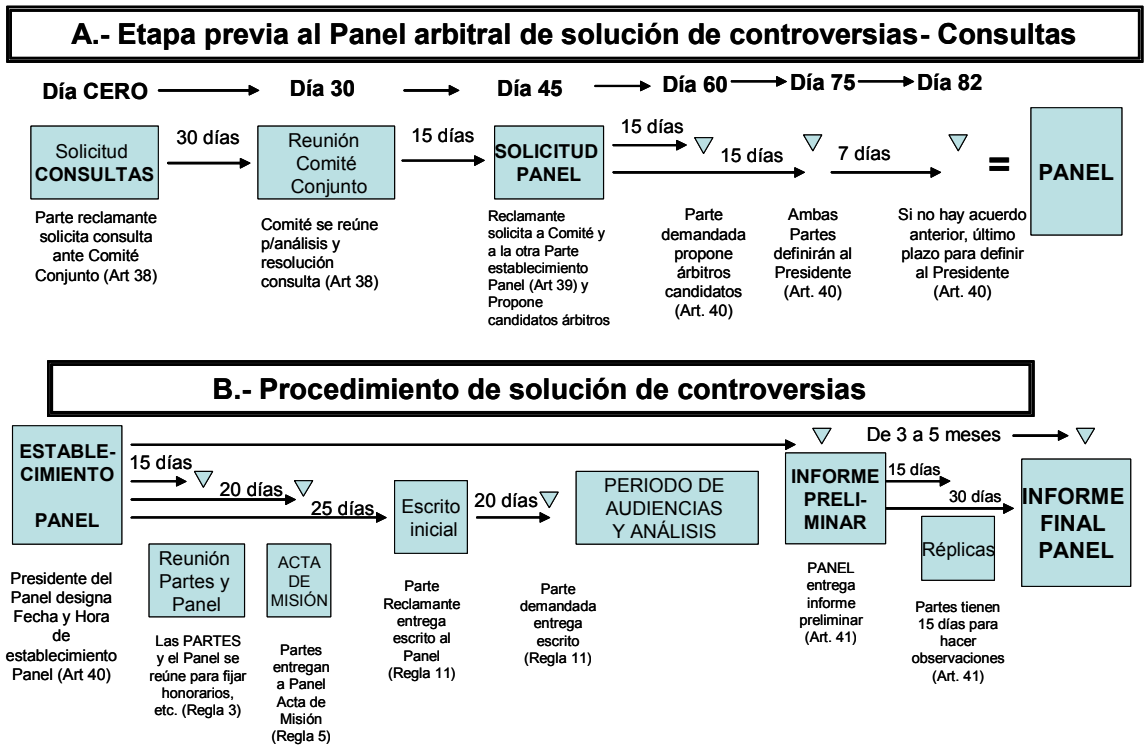 A.- Etapa previa al Panel arbitral de solución de controversias- Consultas
Día CERO
Día 30
Día 45
Día 60
Día 75
Día 82
Solicitud
CONSULTAS
30 días
Reunión
Comité
Conjunto
15 días
SOLICITUD
PANEL
15 días
15 días
7 días
=
PANEL
Parte reclamante
solicita consulta
ante Comité
Conjunto (Art 38)
Comité se reúne
p/análisis y
resolución
consulta (Art 38)
Reclamante
solicita a Comité y
a la otra Parte
establecimiento
Panel (Art 39) y
Propone
candidatos árbitros
Parte
demandada
propone
árbitros
candidatos
(Art. 40)
Ambas
Partes
definirán al
Presidente
(Art. 40)
Si no hay acuerdo
anterior, último
plazo para definir
al Presidente
(Art. 40)
B.- Procedimiento de solución de controversias
ESTABLE-
CIMIENTO
PANEL
15 días
20 días
25 días
Escrito
inicial
20 días
PERIODO DE
AUDIENCIAS
Y ANÁLISIS
INFORME
PRELI-
MINAR
De 3 a 5 meses
15 días
30 días
Réplicas
INFORME
FINAL
PANEL
Reunión
Partes y
Panel
ACTA
DE
MISIÓN
Presidente del
Panel designa
Fecha y Hora
de
establecimiento
Panel (Art 40)
Las PARTES
y el Panel se
reúne para fijar
honorarios,
etc. (Regla 3)
Partes
entregan
a Panel
Acta de
Misión
(Regla 5)
Parte
Reclamante
entrega
escrito al
Panel
(Regla 11)
Parte
demandada
entrega
escrito
(Regla 11)
PANEL
entrega
informe
preliminar
(Art. 41)
Partes tienen
15 días para
hacer
observaciones
(Art. 41)